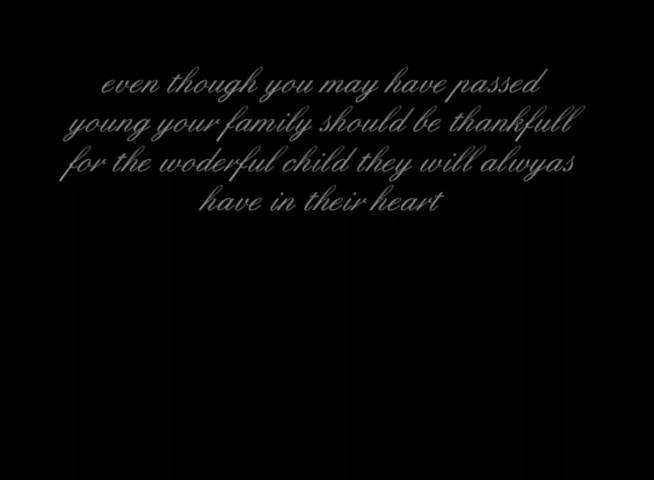 even though you may have passed
young your family should be thankfull
for the woderful child they will alwyas
have in their heart